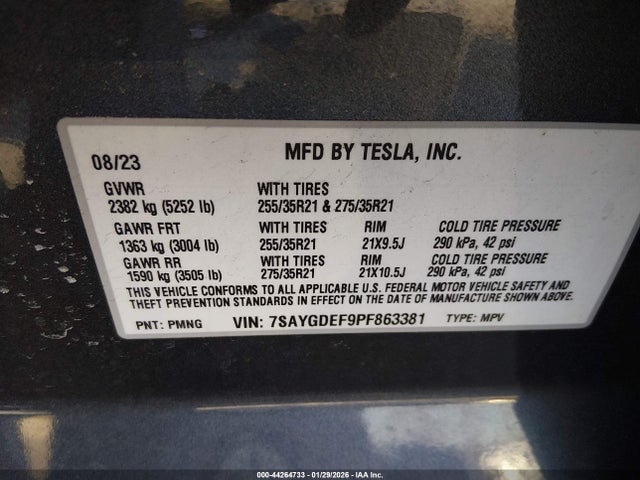 08/23 MFD BY TESLA, INC.
GVWR WITH TIRES
2382 kg (5252 lb) 255/35R21 & 275/35R21
GAWR FRT WITH TIRES RIM COLD TIRE PRESSURE
1363 kg (3004 lb) 255/35R21 21X9.5J 290 kPa, 42 psi
GAWR RR WITH TIRES RIM COLD TIRE PRESSURE
1590 kg (3505 lb) 275/35R21 21X10.5J 290 kPa, 42 psi
THIS VEHICLE CONFORMS TO ALL APPLICABLE U.S. FEDERAL MOTOR VEHICLE SAFETY AND
THEFT PREVENTION STANDARDS IN EFFECT ON THE DATE OF MANUFACTURE SHOWN ABOVE.
PNT: PMNG VIN: 7SAYGDEF9PF863381 TYPE: MPV
000-44264733 - 01/29/2026 - IAA Inc.